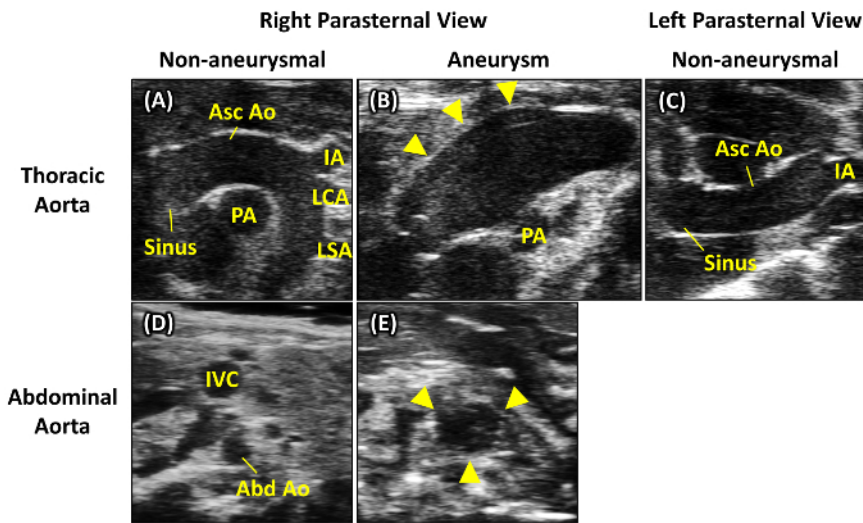 Right Parasternal View
Left Parasternal View
Non-aneurysmal
Aneurysm
Non-aneurysmal
Thoracic
Aorta
(A)
Asc Ao
IA
LCA
PA
LSA
Sinus
(B)
PA
(C)
Asc Ao
IA
Sinus
Abdominal
Aorta
(D)
IVC
Abd Ao
(E)